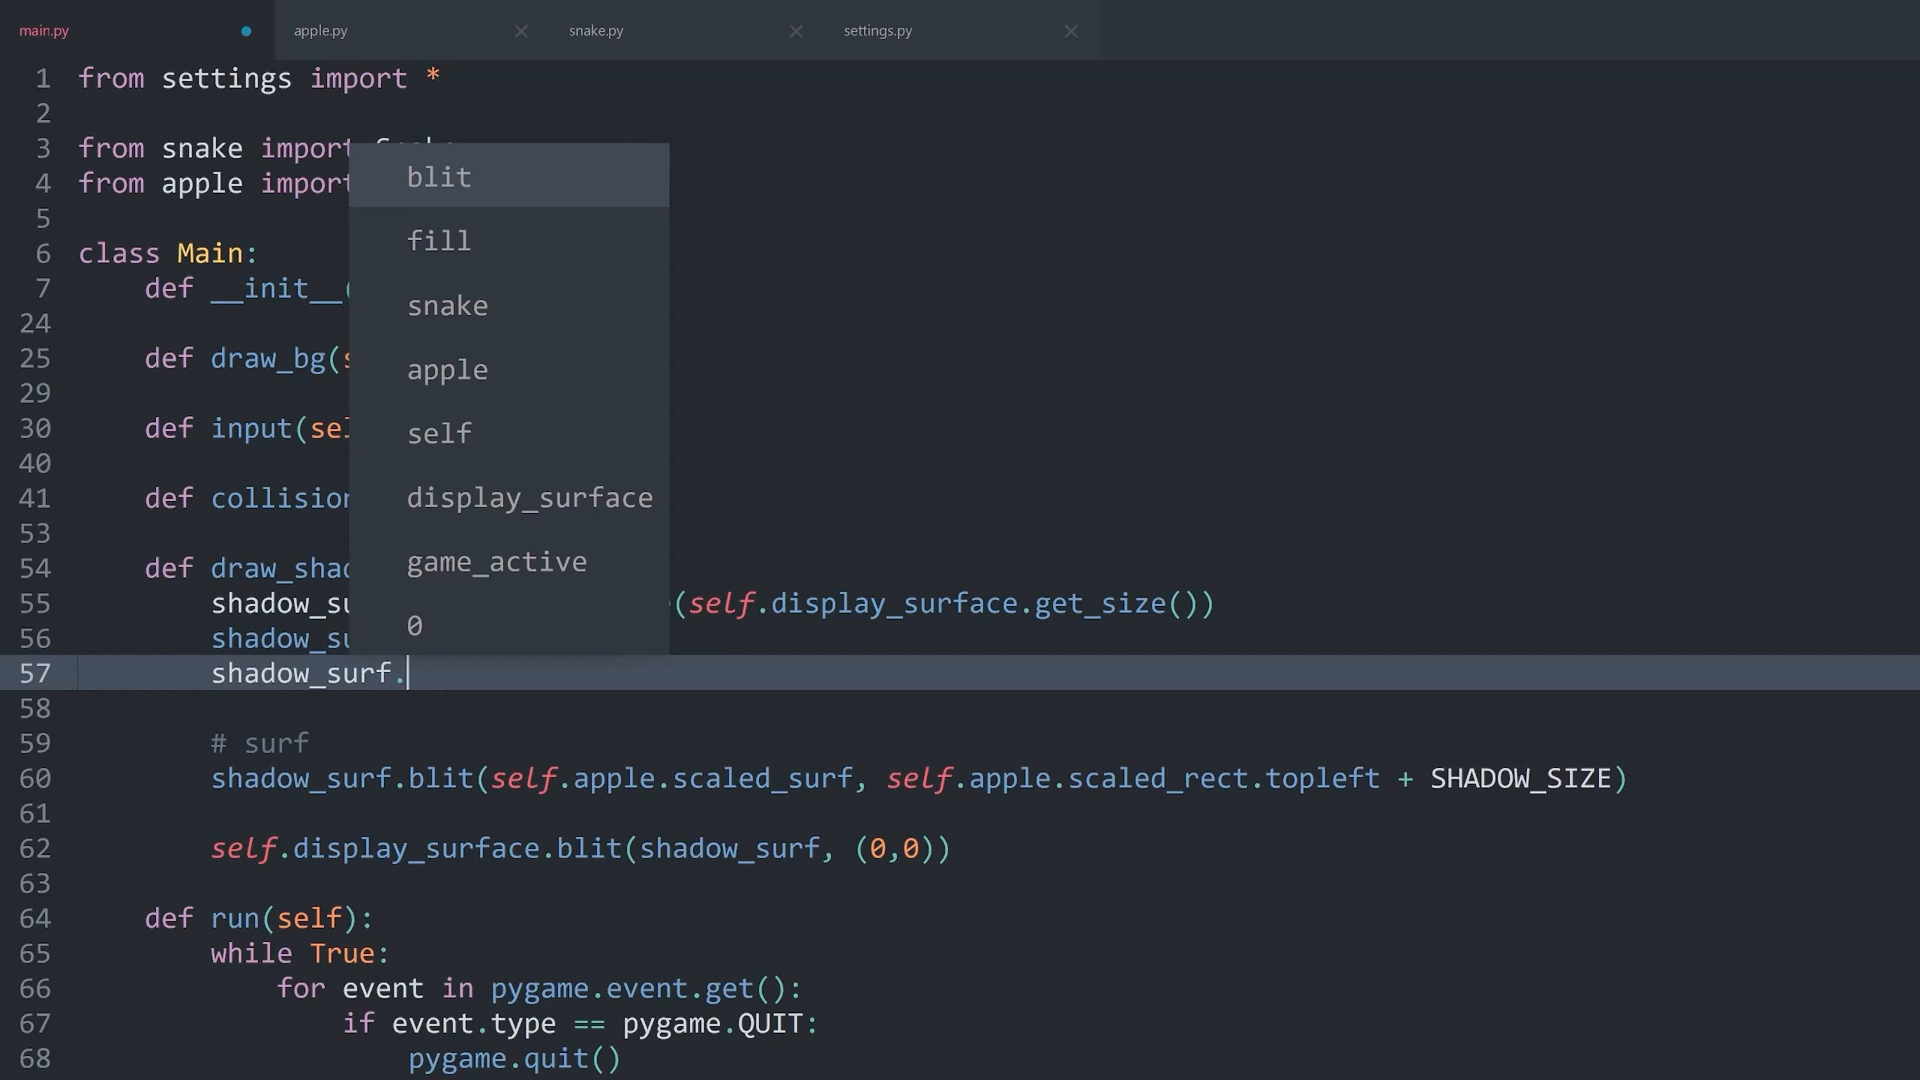 main.py apple.py snake.py settings.py
1 from settings import *
2
3 from snake import
4 from apple import
5
6 class Main:
7 def __init__(
24
25 def draw_bg(
29
30 def input(
40
41 def collision
53
54 def draw_shad
55 shadow_su (self.display_surface.get_size())
56 shadow_su
57 shadow_surf.
58
59 # surf
60 shadow_surf.blit(self.apple.scaled_surf, self.apple.scaled_rect.topleft + SHADOW_SIZE)
61
62 self.display_surface.blit(shadow_surf, (0,0))
63
64 def run(self):
65 while True:
66 for event in pygame.event.get():
67 if event.type == pygame.QUIT:
68 pygame.quit()
blit
fill
snake
apple
self
display_surface
game_active
0